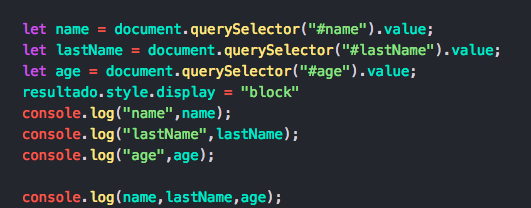 let name = document.querySelector("#name").value;
let lastName = document.querySelector("#lastName").value;
let age = document.querySelector("#age").value;
resultado.style.display = "block"
console.log("name",name);
console.log("lastName",lastName);
console.log("age",age);
console.log(name,lastName,age);